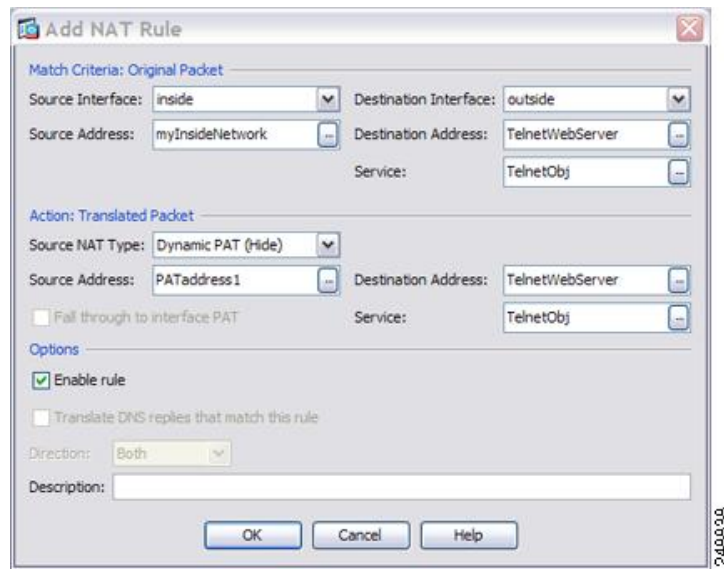 Add NAT Rule
Match Criteria: Original Packet
Source Interface: inside Destination Interface: outside
Source Address: myInsideNetwork ... Destination Address: TelnetWebServer ...
Service: TelnetObj ...
Action: Translated Packet
Source NAT Type: Dynamic PAT (Hide)
Source Address: PATaddress1 ... Destination Address: TelnetWebServer ...
Fall through to interface PAT Service: TelnetObj ...
Options
Enable rule
Translate DNS replies that match this rule
Direction: Both
Description:
OK Cancel Help
248839